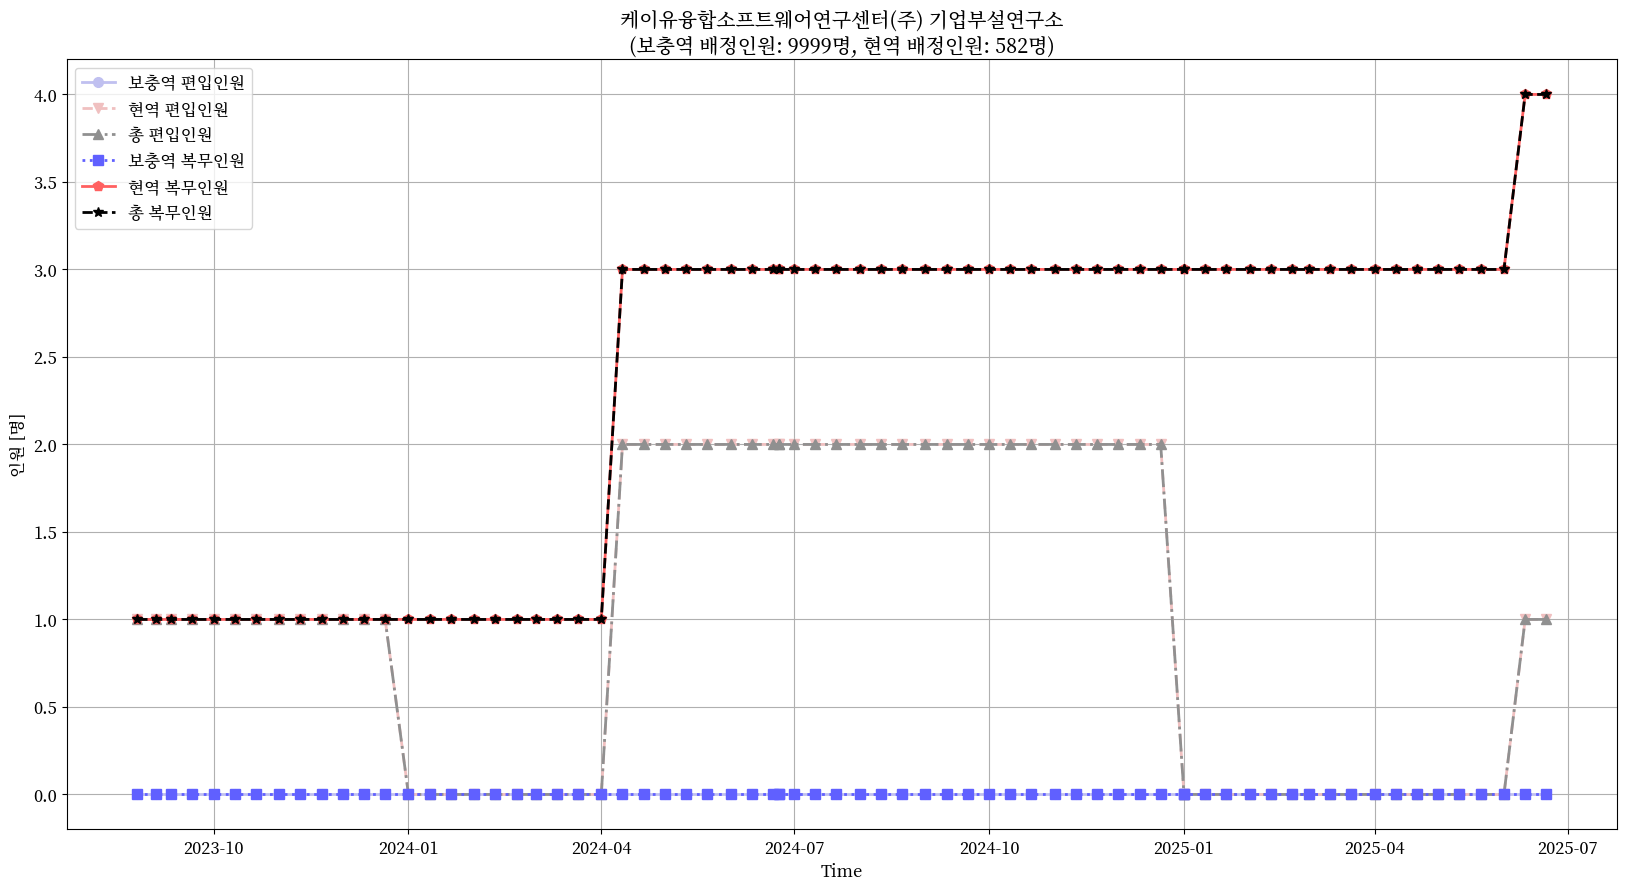 케이유융합소프트웨어연구센터(주) 기업부설연구소
(보충역 배정인원: 9999명, 현역 배정인원: 582명)
보충역 편입인원
현역 편입인원
총 편입인원
보충역 복무인원
현역 복무인원
총 복무인원
4.0
3.5
3.0
2.5
2.0
1.5
1.0
0.5
0.0
인원 [명]
2023-10 2024-01 2024-04 2024-07 2024-10 2025-01 2025-04 2025-07
Time